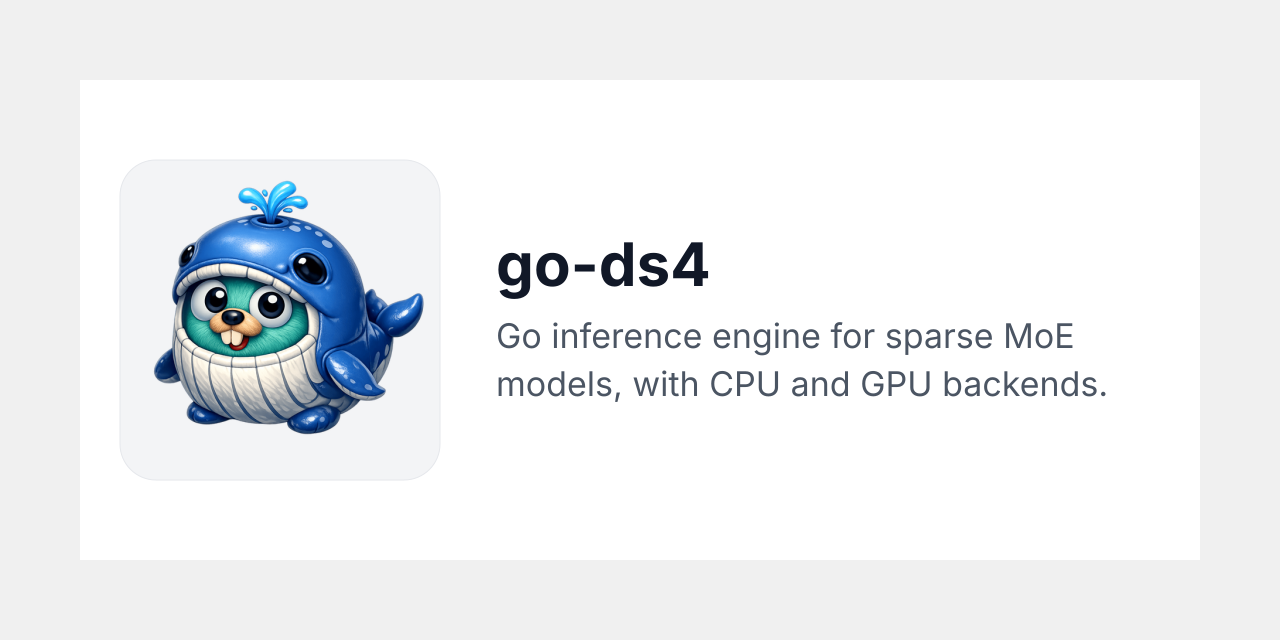 go-ds4
Go inference engine for sparse MoE
models, with CPU and GPU backends.